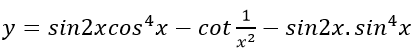 y = sin2xcos⁴x − cot 1/x² − sin2x.sin⁴x